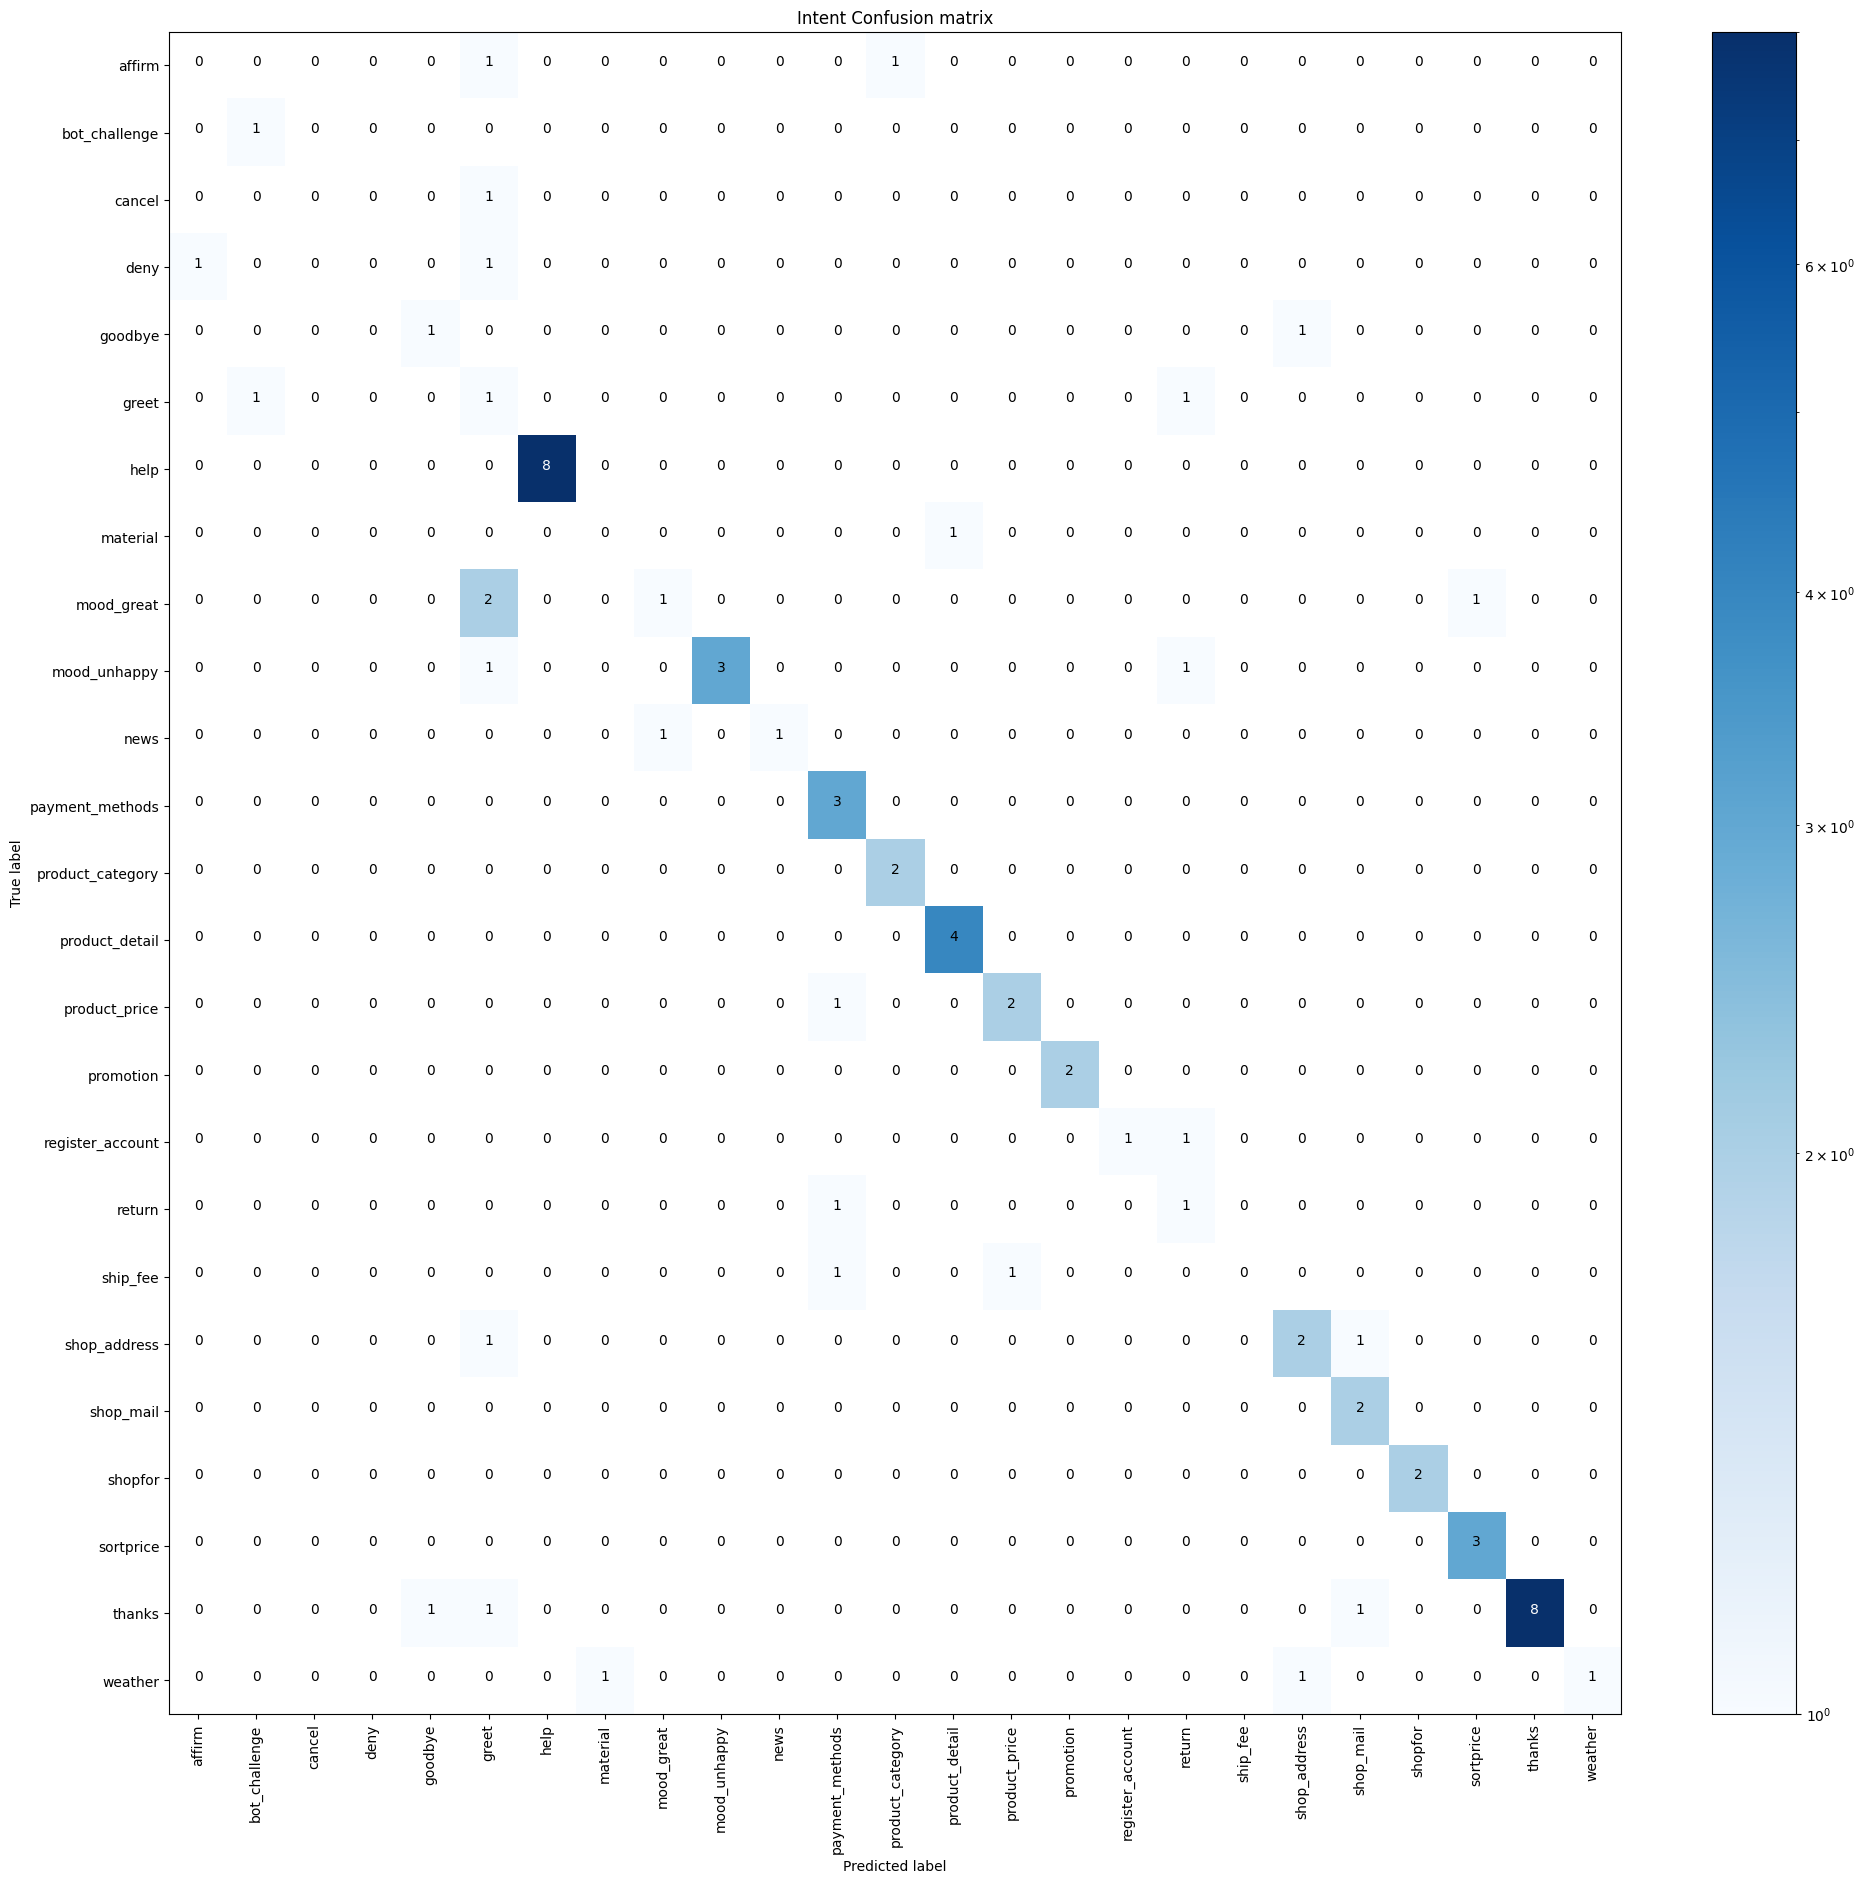 Intent Confusion matrix
True label
affirm 0 0 0 0 0 1 0 0 0 0 0 0 1 0 0 0 0 0 0 0 0 0 0 0 0
bot_challenge 0 1 0 0 0 0 0 0 0 0 0 0 0 0 0 0 0 0 0 0 0 0 0 0 0
cancel 0 0 0 0 0 1 0 0 0 0 0 0 0 0 0 0 0 0 0 0 0 0 0 0 0
deny 1 0 0 0 0 1 0 0 0 0 0 0 0 0 0 0 0 0 0 0 0 0 0 0 0
goodbye 0 0 0 0 1 0 0 0 0 0 0 0 0 0 0 0 0 0 0 1 0 0 0 0 0
greet 0 1 0 0 0 1 0 0 0 0 0 0 0 0 0 0 0 1 0 0 0 0 0 0 0
help 0 0 0 0 0 0 8 0 0 0 0 0 0 0 0 0 0 0 0 0 0 0 0 0 0
material 0 0 0 0 0 0 0 0 0 0 0 0 0 1 0 0 0 0 0 0 0 0 0 0 0
mood_great 0 0 0 0 0 2 0 0 1 0 0 0 0 0 0 0 0 0 0 0 0 0 1 0 0
mood_unhappy 0 0 0 0 0 1 0 0 0 3 0 0 0 0 0 0 0 1 0 0 0 0 0 0 0
news 0 0 0 0 0 0 0 0 1 0 1 0 0 0 0 0 0 0 0 0 0 0 0 0 0
payment_methods 0 0 0 0 0 0 0 0 0 0 0 3 0 0 0 0 0 0 0 0 0 0 0 0 0
product_category 0 0 0 0 0 0 0 0 0 0 0 0 2 0 0 0 0 0 0 0 0 0 0 0 0
product_detail 0 0 0 0 0 0 0 0 0 0 0 0 0 4 0 0 0 0 0 0 0 0 0 0 0
product_price 0 0 0 0 0 0 0 0 0 0 0 1 0 0 2 0 0 0 0 0 0 0 0 0 0
promotion 0 0 0 0 0 0 0 0 0 0 0 0 0 0 0 2 0 0 0 0 0 0 0 0 0
register_account 0 0 0 0 0 0 0 0 0 0 0 0 0 0 0 0 1 1 0 0 0 0 0 0 0
return 0 0 0 0 0 0 0 0 0 0 0 1 0 0 0 0 0 1 0 0 0 0 0 0 0
ship_fee 0 0 0 0 0 0 0 0 0 0 0 1 0 0 1 0 0 0 0 0 0 0 0 0 0
shop_address 0 0 0 0 0 1 0 0 0 0 0 0 0 0 0 0 0 0 0 2 1 0 0 0 0
shop_mail 0 0 0 0 0 0 0 0 0 0 0 0 0 0 0 0 0 0 0 0 2 0 0 0 0
shopfor 0 0 0 0 0 0 0 0 0 0 0 0 0 0 0 0 0 0 0 0 0 2 0 0 0
sortprice 0 0 0 0 0 0 0 0 0 0 0 0 0 0 0 0 0 0 0 0 0 0 3 0 0
thanks 0 0 0 0 1 1 0 0 0 0 0 0 0 0 0 0 0 0 0 0 1 0 0 8 0
weather 0 0 0 0 0 0 0 1 0 0 0 0 0 0 0 0 0 0 0 1 0 0 0 0 1
affirm bot_challenge cancel deny goodbye greet help material mood_great mood_unhappy news payment_methods product_category product_detail product_price promotion register_account return ship_fee shop_address shop_mail shopfor sortprice thanks weather
Predicted label
6 × 10⁰
4 × 10⁰
3 × 10⁰
2 × 10⁰
10⁰